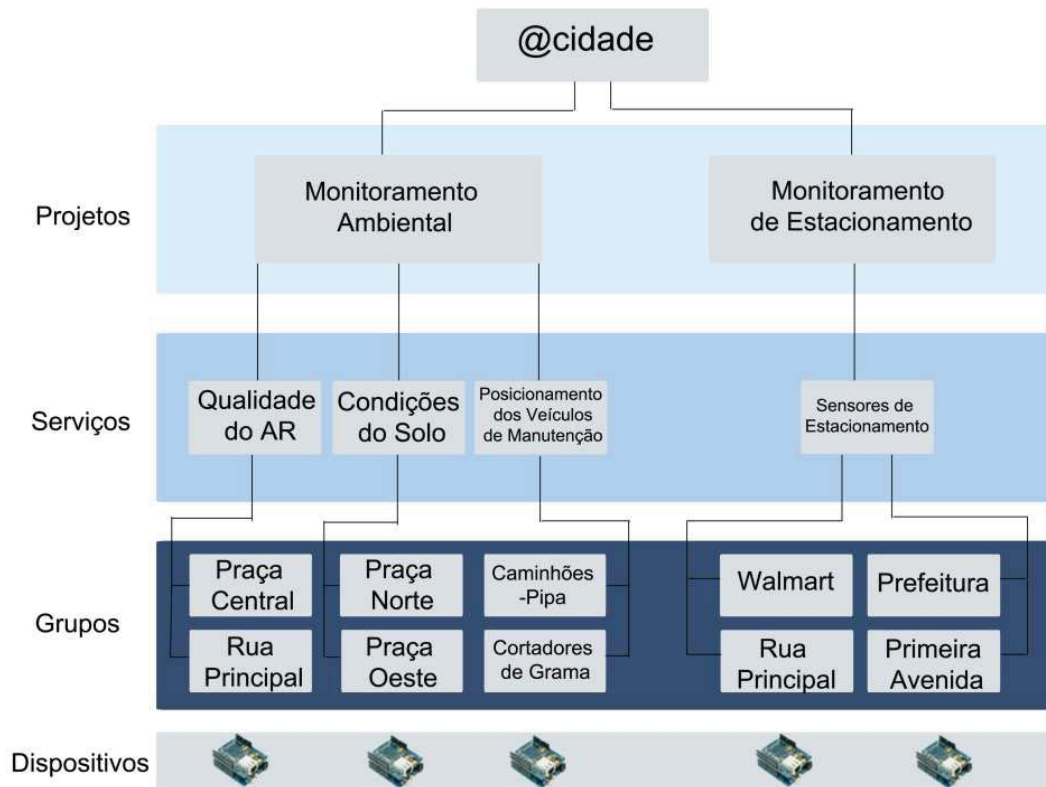 @cidade
Projetos
Monitoramento
Ambiental
Monitoramento
de Estacionamento
Serviços
Qualidade
do AR
Condições
do Solo
Posicionamento
dos Veículos
de Manutenção
Sensores de
Estacionamento
Grupos
Praça
Central
Praça
Norte
Caminhões
-Pipa
Walmart
Prefeitura
Rua
Principal
Praça
Oeste
Cortadores
de Grama
Rua
Principal
Primeira
Avenida
Dispositivos